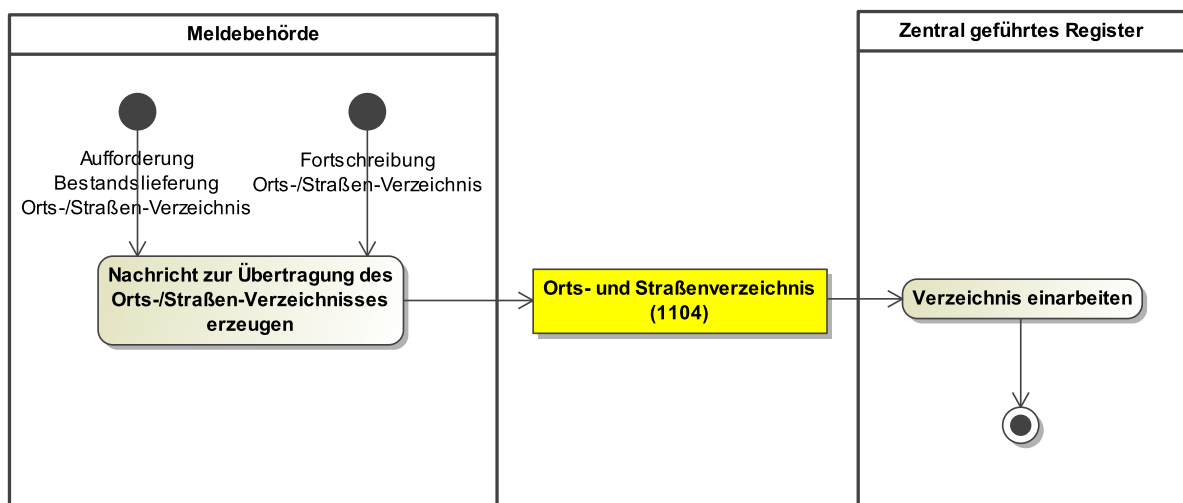 Meldebehörde
Zentral geführtes Register
Aufforderung
Bestandslieferung
Orts-/Straßen-Verzeichnis
Fortschreibung
Orts-/Straßen-Verzeichnis
Nachricht zur Übertragung des
Orts-/Straßen-Verzeichnisses
erzeugen
Orts- und Straßenverzeichnis
(1104)
Verzeichnis einarbeiten